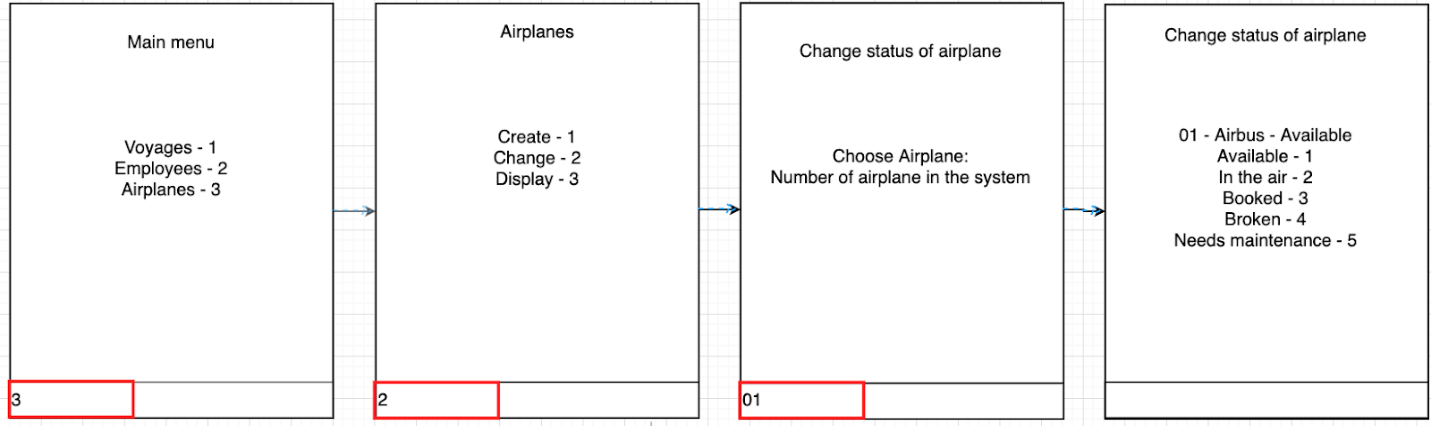 Main menu
Voyages - 1
Employees - 2
Airplanes - 3
3
Airplanes
Create - 1
Change - 2
Display - 3
2
Change status of airplane
Choose Airplane:
Number of airplane in the system
01
Change status of airplane
01 - Airbus - Available
Available - 1
In the air - 2
Booked - 3
Broken - 4
Needs maintenance - 5